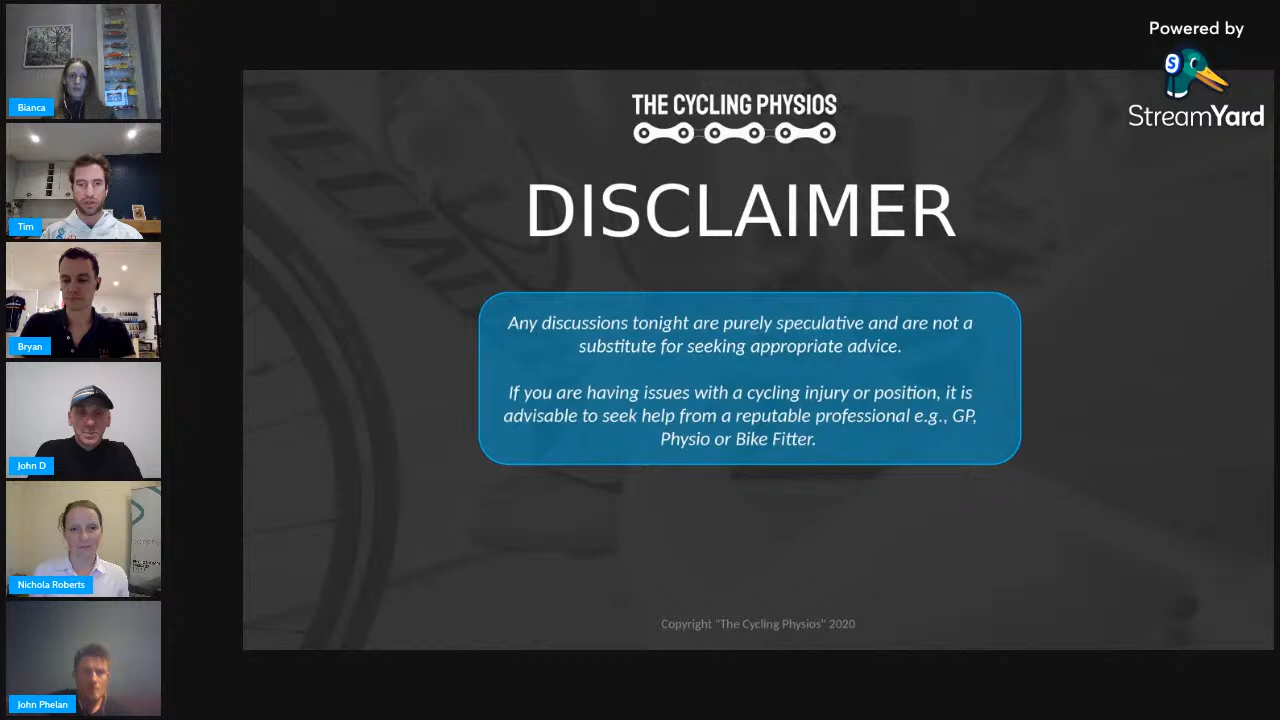 Bianca
Tim
Bryan
John D
Nichola Roberts
John Phelan
THE CYCLING PHYSIOS
DISCLAIMER
Any discussions tonight are purely speculative and are not a
substitute for seeking appropriate advice.
If you are having issues with a cycling injury or position, it is
advisable to seek help from a reputable professional e.g., GP,
Physio or Bike Fitter.
Copyright "The Cycling Physios" 2020
Powered by
S
StreamYard